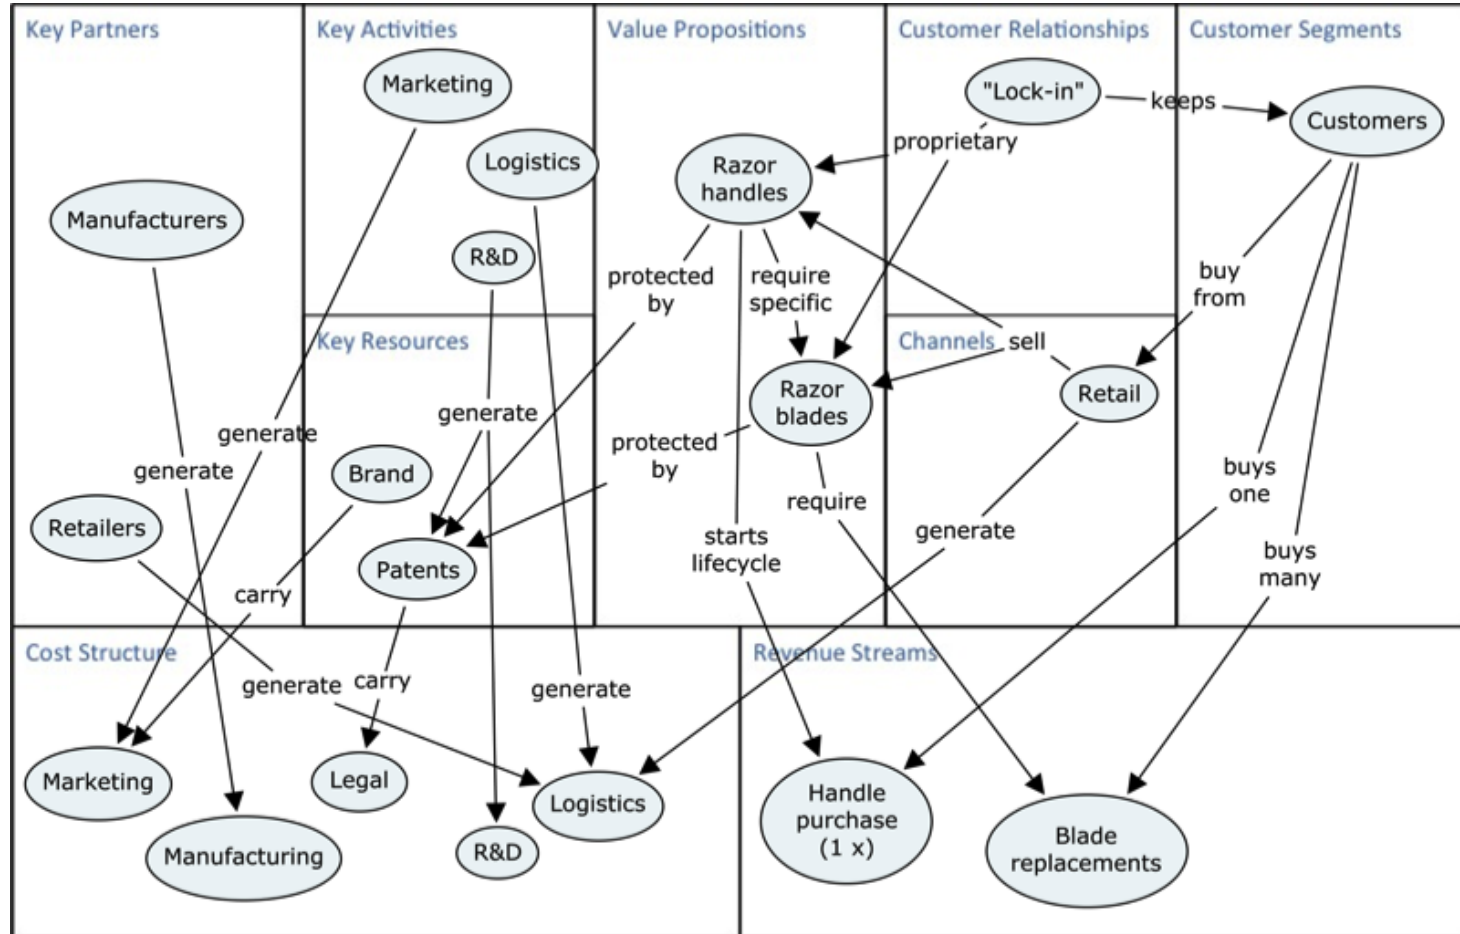 Key Partners
Key Activities
Value Propositions
Customer Relationships
Customer Segments
Marketing
"Lock-in"
keeps
Customers
Logistics
proprietary
Razor
handles
Manufacturers
R&D
protected
by
require
specific
buy
from
Key Resources
Channels
sell
Razor
blades
Retail
generate
generate
protected
by
generate
Brand
buys
one
require
Retailers
starts
lifecycle
generate
buys
many
Patents
carry
Cost Structure
Revenue Streams
generate
carry
generate
Marketing
Legal
Logistics
Handle
purchase
(1 x)
Manufacturing
R&D
Blade
replacements